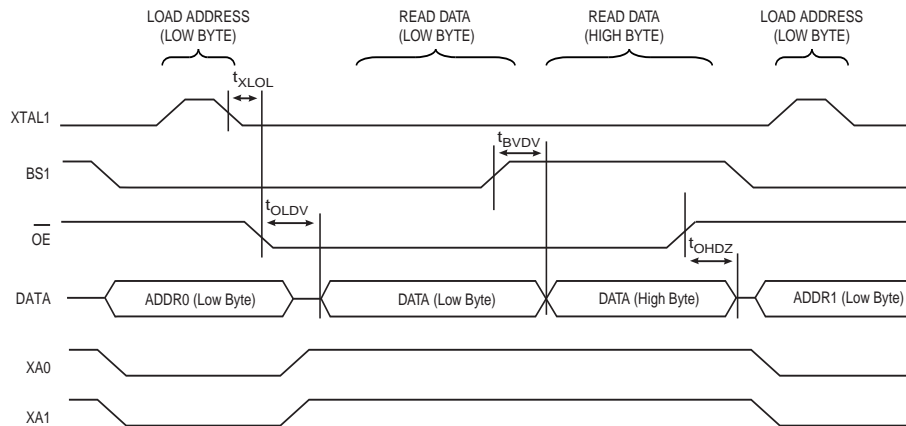 LOAD ADDRESS
(LOW BYTE)
READ DATA
(LOW BYTE)
READ DATA
(HIGH BYTE)
LOAD ADDRESS
(LOW BYTE)
tXLOL
XTAL1
tBVDV
BS1
tOLDV
OE
tOHDZ
DATA
ADDR0 (Low Byte)
DATA (Low Byte)
DATA (High Byte)
ADDR1 (Low Byte)
XA0
XA1